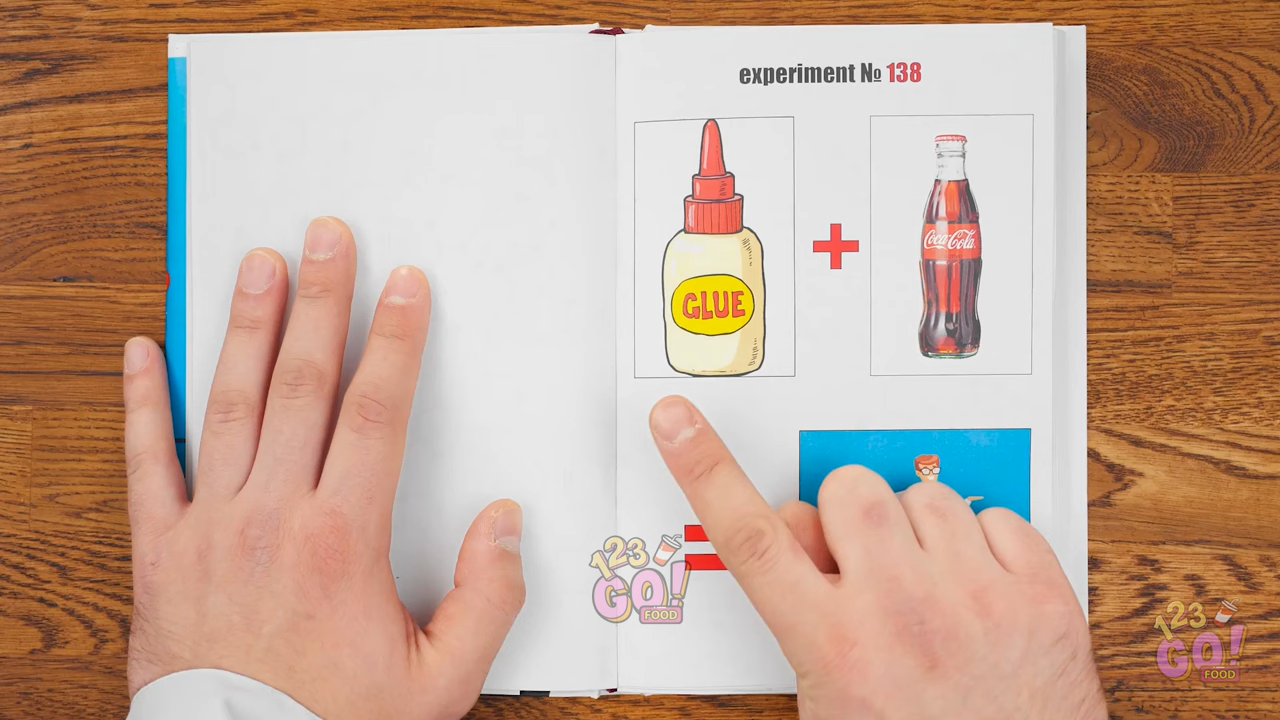 experiment № 138
GLUE
Coca-Cola
123
GO!
FOOD
123
GO!
FOOD